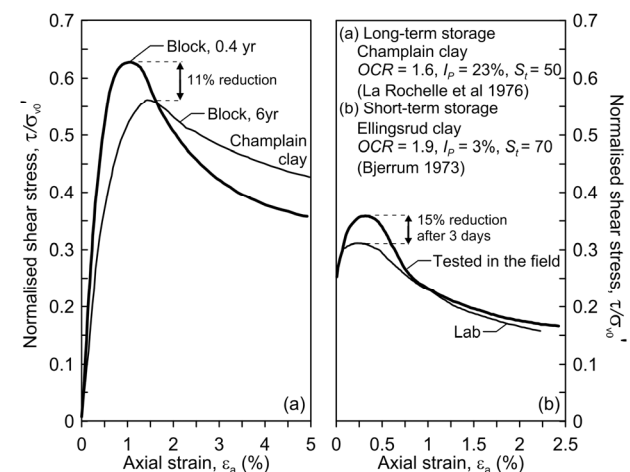 0.7
0.6
0.5
0.4
0.3
0.2
0.1
0
Normalised shear stress, τ/σv0'
Block, 0.4 yr
11% reduction
Block, 6yr
Champlain
clay
(a)
0 1 2 3 4 5
Axial strain, εa (%)
(a) Long-term storage
Champlain clay
OCR = 1.6, IP = 23%, St = 50
(La Rochelle et al 1976)
(b) Short-term storage
Ellingsrud clay
OCR = 1.9, IP = 3%, St = 70
(Bjerrum 1973)
15% reduction
after 3 days
Tested in the field
Lab
(b)
0 0.5 1 1.5 2 2.5
Axial strain, εa (%)
0.7
0.6
0.5
0.4
0.3
0.2
0.1
0
Normalised shear stress, τ/σv0'